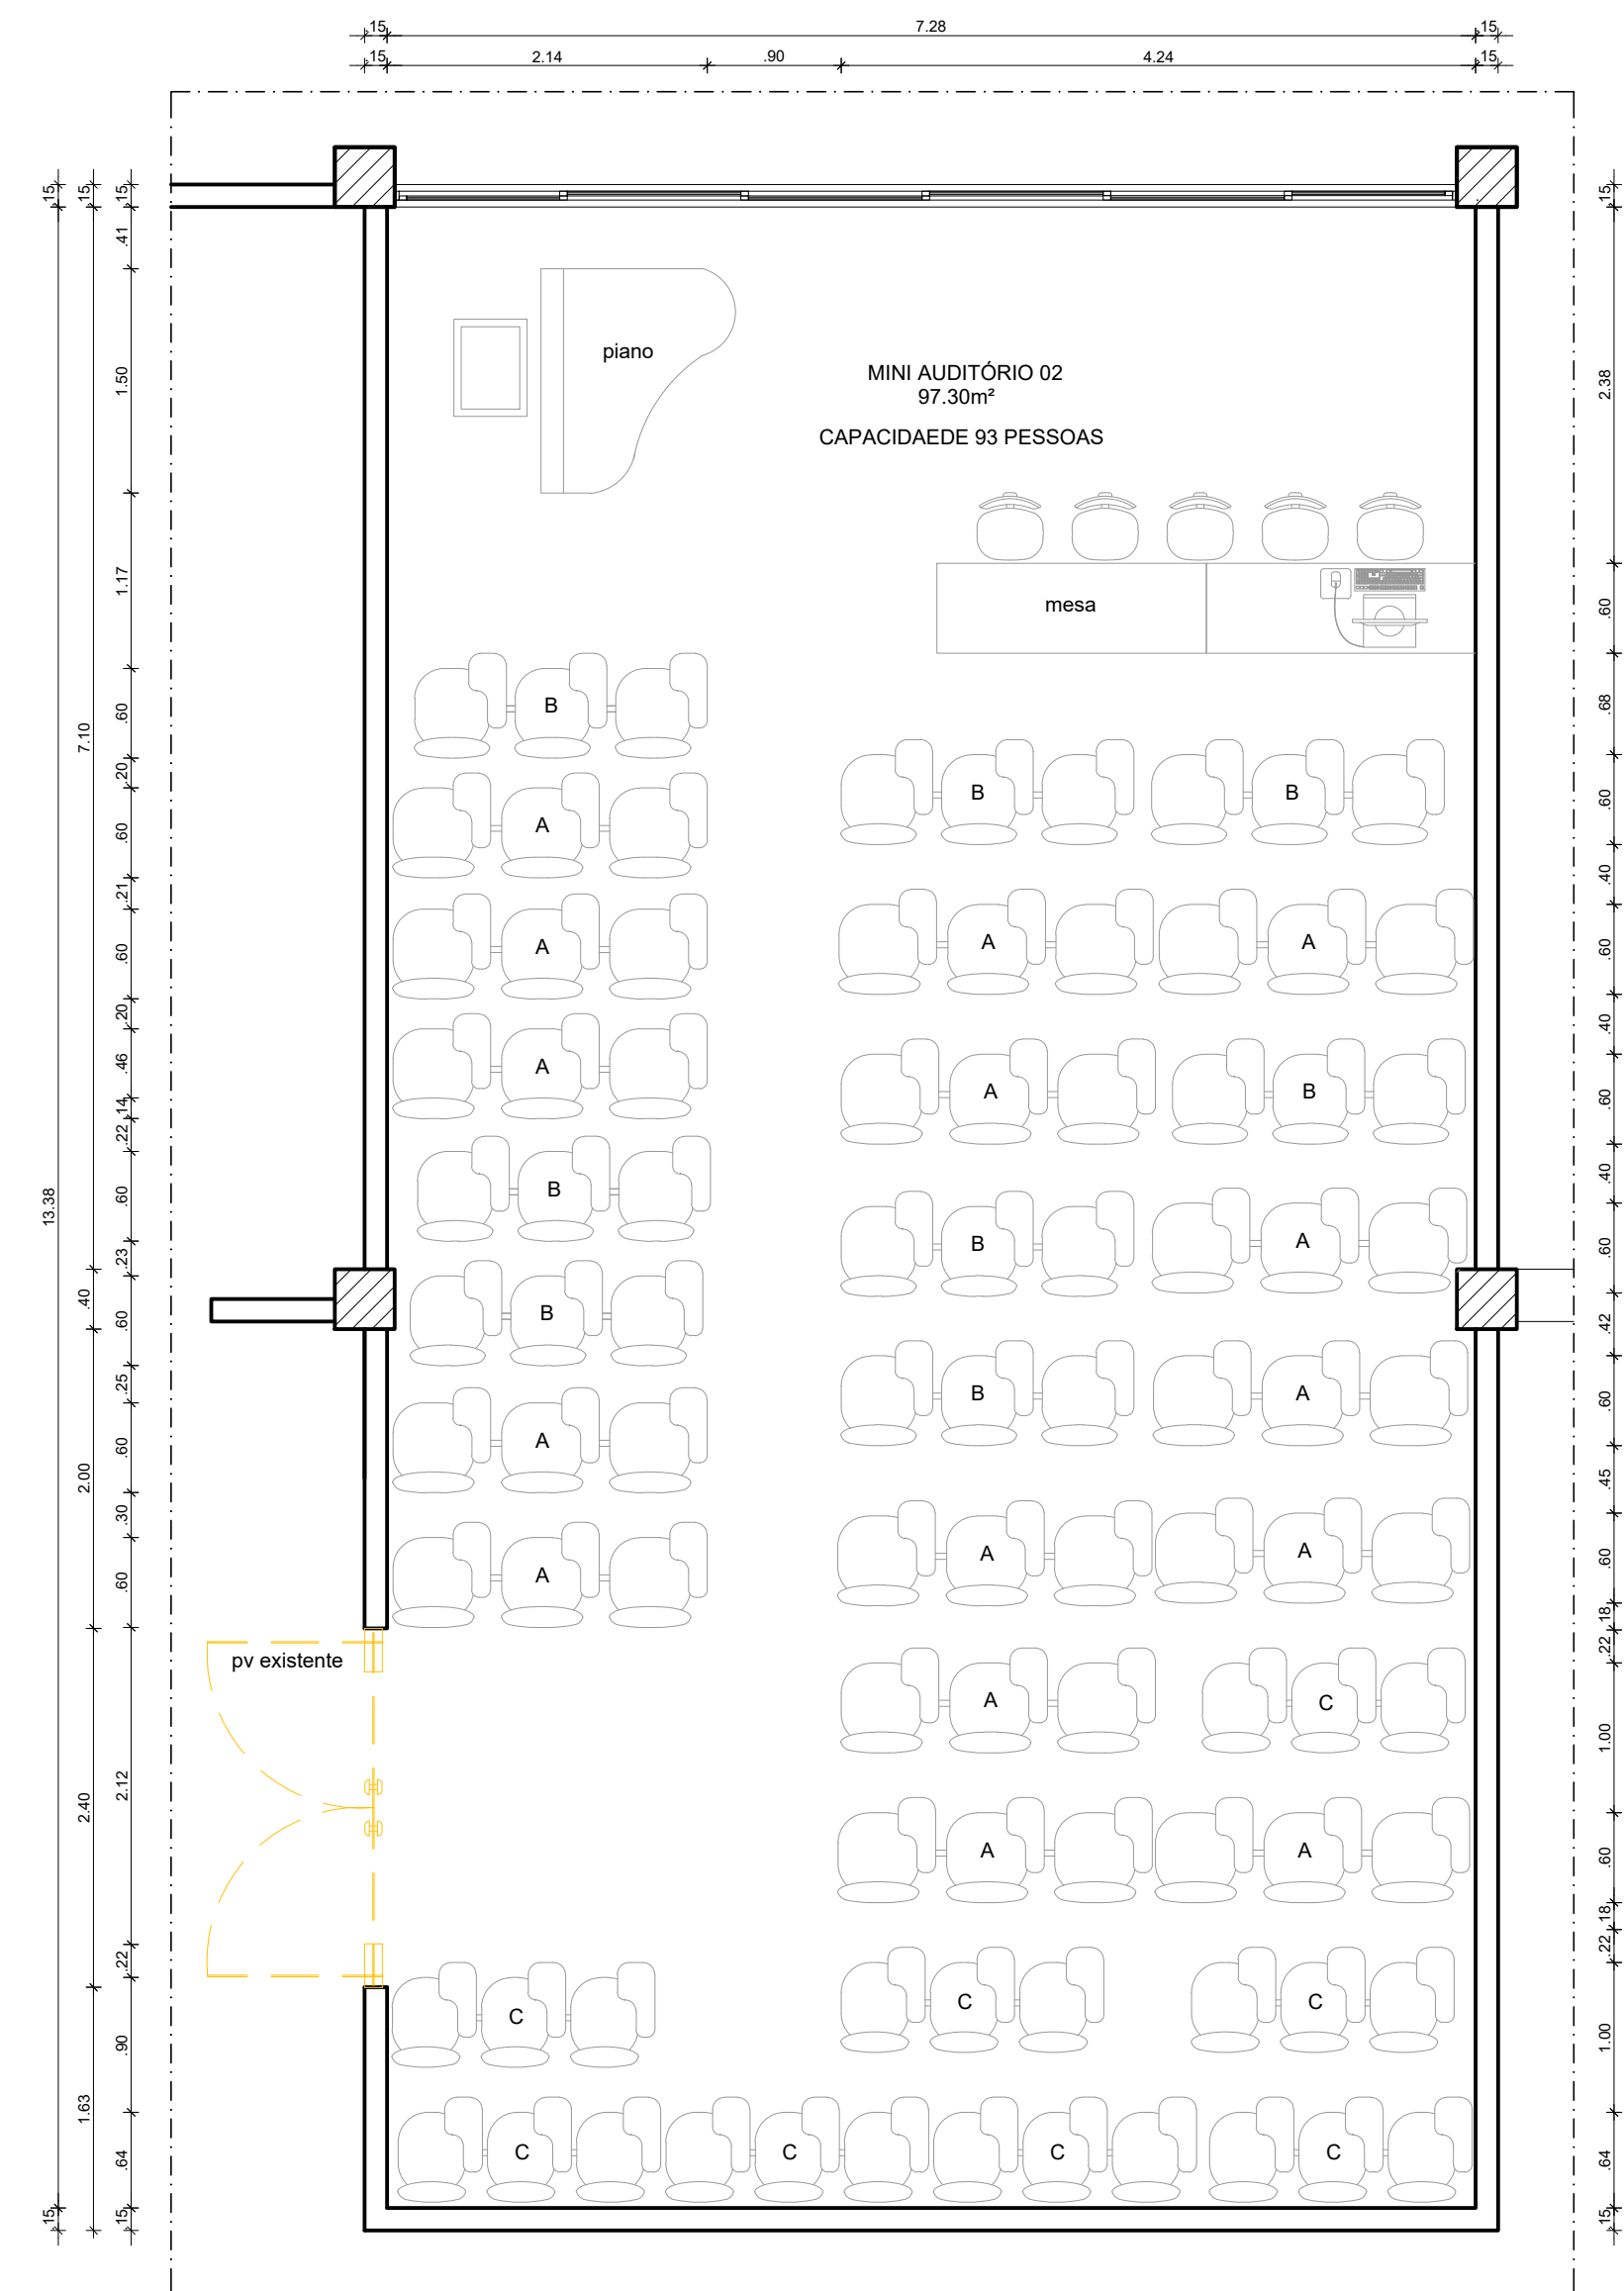 15
7.28
15
15
2.14
.90
4.24
15
15
15
15
.41
1.50
1.17
.60
.20
.60
.21
.60
.20
.46
.14
.22
.60
.23
.60
.25
.60
.30
.60
2.12
.22
.90
.64
15
7.10
.40
2.00
2.40
1.63
13.38
15
piano
MINI AUDITÓRIO 02
97.30m²
CAPACIDAEDE 93 PESSOAS
mesa
B
B
B
A
A
A
A
A
A
B
B
B
A
B
B
A
A
A
A
A
A
pv existente
A
C
A
A
C
C
C
C
C
C
C
15
2.38
.60
.68
.60
.40
.60
.40
.60
.40
.60
.42
.60
.45
.60
.18
.22
1.00
.60
.18
.22
1.00
.64
15